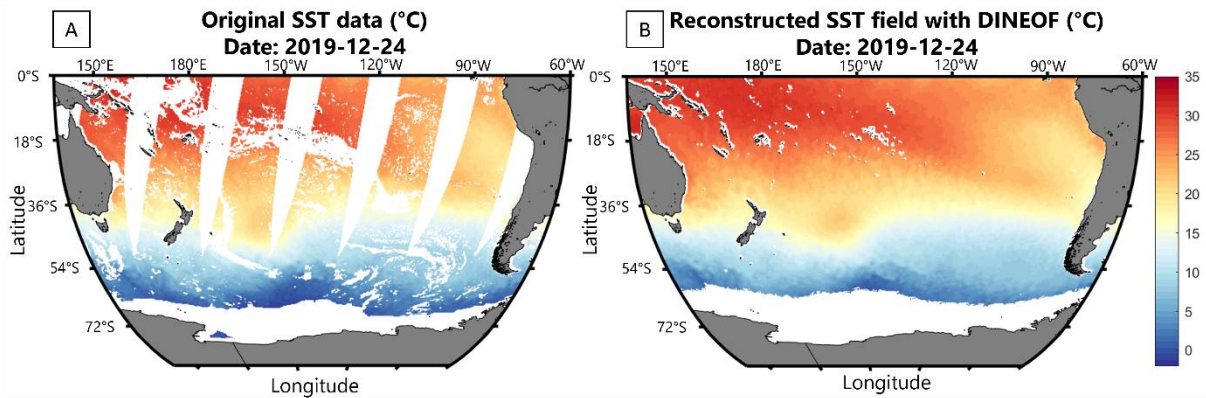 A
Original SST data (°C)
Date: 2019-12-24
150°E 180°E 150°W 120°W 90°W 60°W
0°S
18°S
36°S
54°S
72°S
Latitude
Longitude
B
Reconstructed SST field with DINEOF (°C)
Date: 2019-12-24
150°E 180°E 150°W 120°W 90°W 60°W
0°S
18°S
36°S
54°S
72°S
Latitude
Longitude
35
30
25
20
15
10
5
0